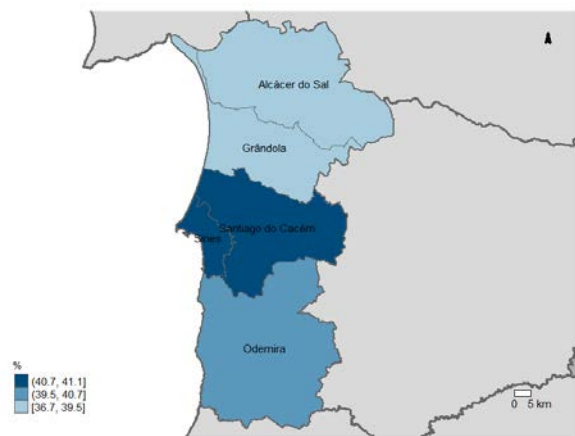 Alcácer do Sal
Grândola
Santiago do Cacém
Sines
Odemira
%
(40.7, 41.1]
(39.5, 40.7]
[36.7, 39.5]
0 5 km